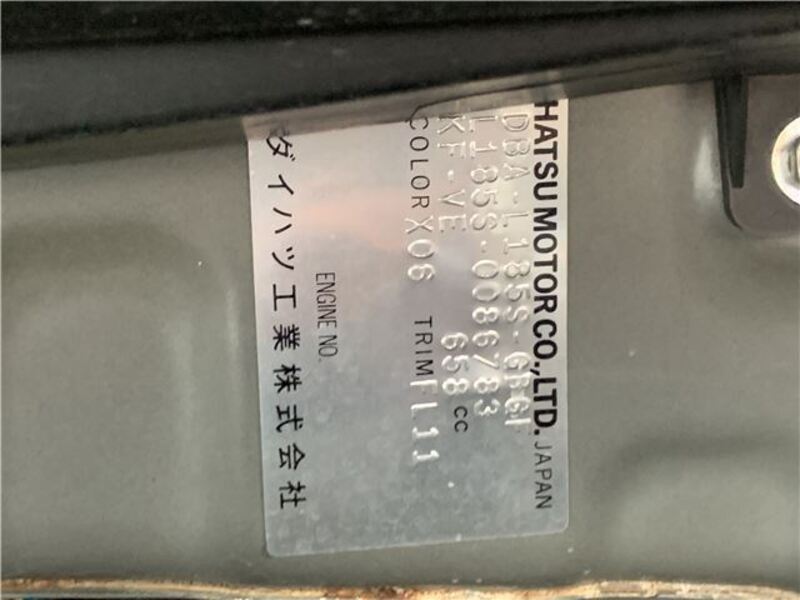 HATSU MOTOR CO.,LTD. JAPAN
DBA-L185S-GBGF
L185S-0086783
KF-VE 658 CC
COLOR X06 TRIM FL11
ENGINE NO.
ダイハツ工業株式会社